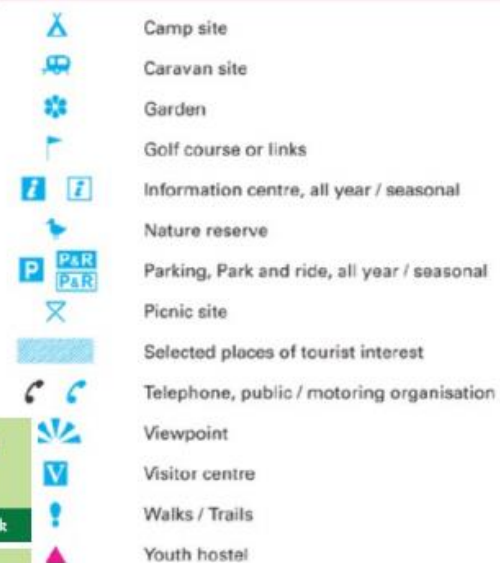 Camp site
Caravan site
Garden
Golf course or links
i i Information centre, all year / seasonal
Nature reserve
P P&R P&R Parking, Park and ride, all year / seasonal
Picnic site
Selected places of tourist interest
Telephone, public / motoring organisation
Viewpoint
V Visitor centre
Walks / Trails
Youth hostel